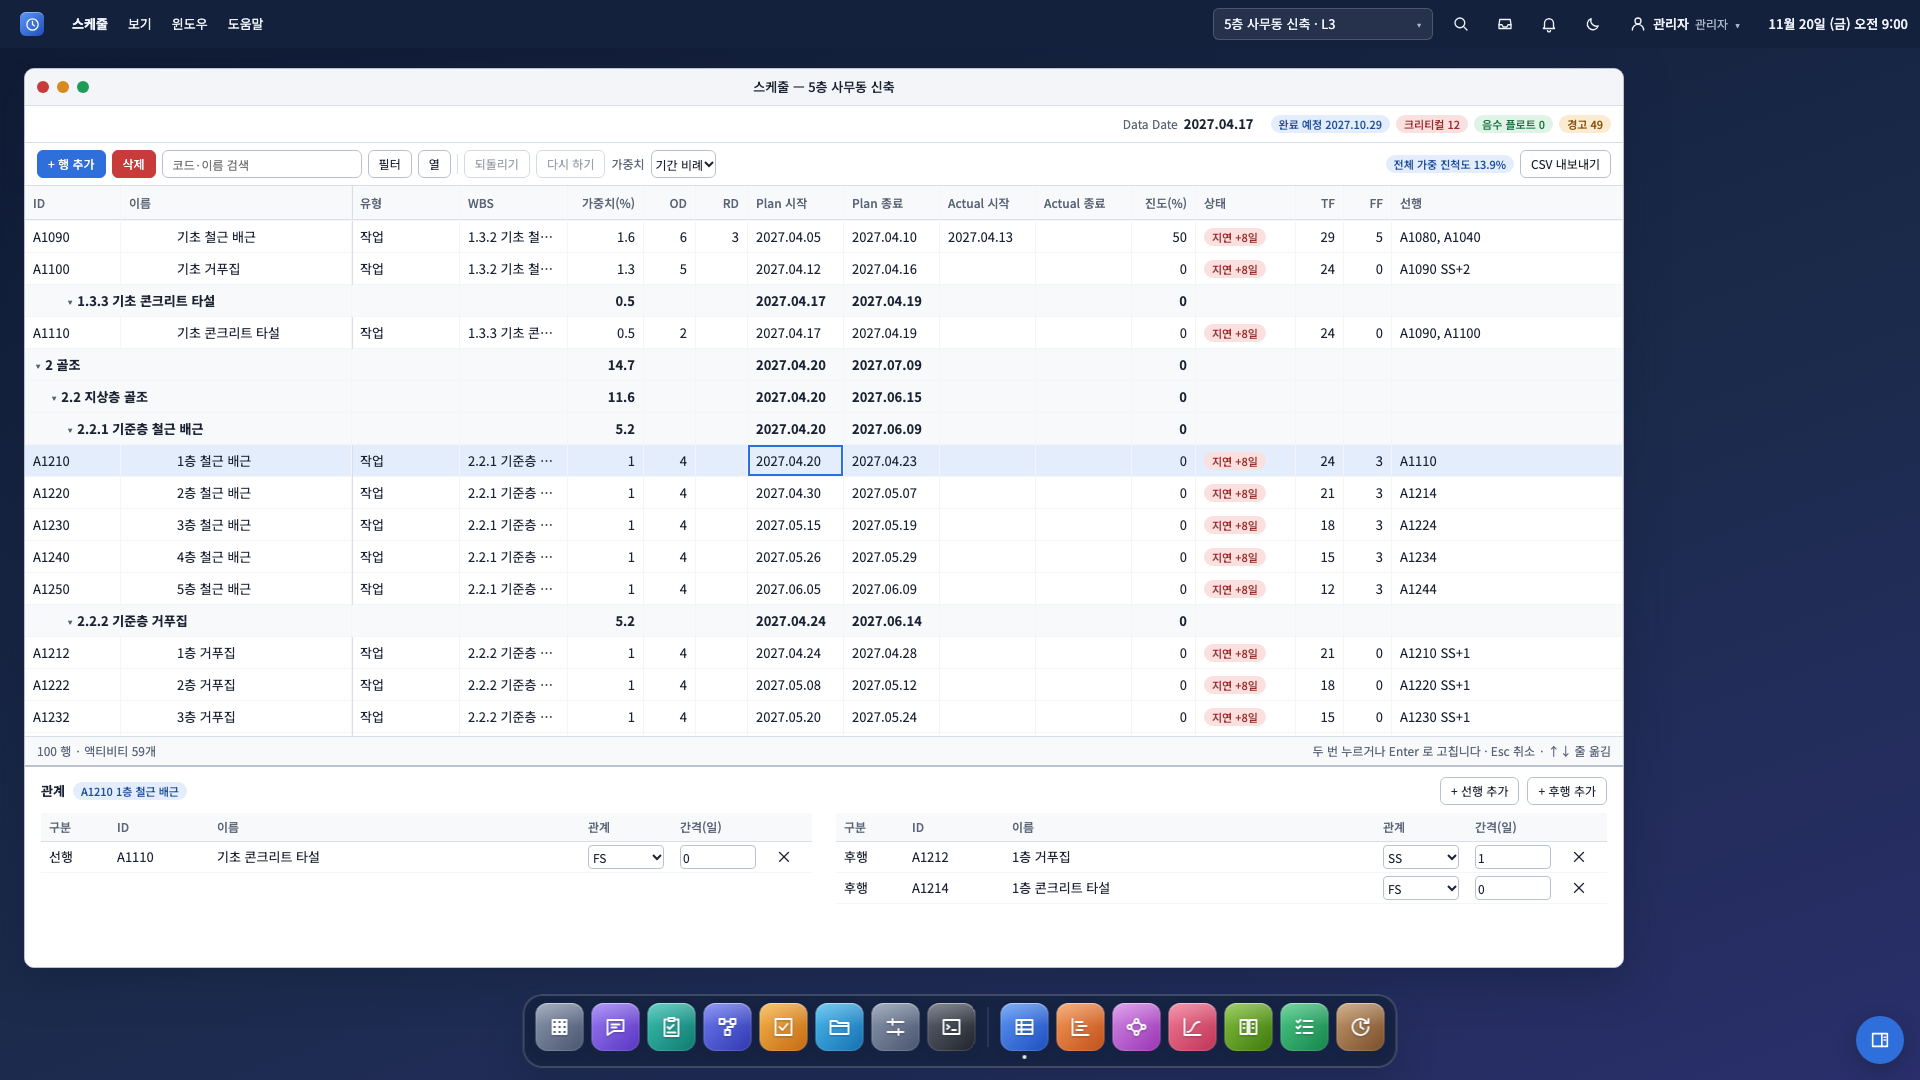 스케줄 보기 윈도우 도움말 5층 사무동 신축 · L3 관리자 관리자 11월 20일 (금) 오전 9:00
스케줄 — 5층 사무동 신축
Data Date 2027.04.17 완료 예정 2027.10.29 크리티컬 12 음수 플로트 0 경고 49
+ 행 추가 삭제 코드·이름 검색 필터 열 되돌리기 다시 하기 가중치 기간 비례 전체 가중 진척도 13.9% CSV 내보내기
ID 이름 유형 WBS 가중치(%) OD RD Plan 시작 Plan 종료 Actual 시작 Actual 종료 진도(%) 상태 TF FF 선행
A1090 기초 철근 배근 작업 1.3.2 기초 철… 1.6 6 3 2027.04.05 2027.04.10 2027.04.13 50 지연 +8일 29 5 A1080, A1040
A1100 기초 거푸집 작업 1.3.2 기초 철… 1.3 5 2027.04.12 2027.04.16 0 지연 +8일 24 0 A1090 SS+2
1.3.3 기초 콘크리트 타설 0.5 2027.04.17 2027.04.19 0
A1110 기초 콘크리트 타설 작업 1.3.3 기초 콘… 0.5 2 2027.04.17 2027.04.19 0 지연 +8일 24 0 A1090, A1100
2 골조 14.7 2027.04.20 2027.07.09 0
2.2 지상층 골조 11.6 2027.04.20 2027.06.15 0
2.2.1 기준층 철근 배근 5.2 2027.04.20 2027.06.09 0
A1210 1층 철근 배근 작업 2.2.1 기준층 … 1 4 2027.04.20 2027.04.23 0 지연 +8일 24 3 A1110
A1220 2층 철근 배근 작업 2.2.1 기준층 … 1 4 2027.04.30 2027.05.07 0 지연 +8일 21 3 A1214
A1230 3층 철근 배근 작업 2.2.1 기준층 … 1 4 2027.05.15 2027.05.19 0 지연 +8일 18 3 A1224
A1240 4층 철근 배근 작업 2.2.1 기준층 … 1 4 2027.05.26 2027.05.29 0 지연 +8일 15 3 A1234
A1250 5층 철근 배근 작업 2.2.1 기준층 … 1 4 2027.06.05 2027.06.09 0 지연 +8일 12 3 A1244
2.2.2 기준층 거푸집 5.2 2027.04.24 2027.06.14 0
A1212 1층 거푸집 작업 2.2.2 기준층 … 1 4 2027.04.24 2027.04.28 0 지연 +8일 21 0 A1210 SS+1
A1222 2층 거푸집 작업 2.2.2 기준층 … 1 4 2027.05.08 2027.05.12 0 지연 +8일 18 0 A1220 SS+1
A1232 3층 거푸집 작업 2.2.2 기준층 … 1 4 2027.05.20 2027.05.24 0 지연 +8일 15 0 A1230 SS+1
100 행 · 액티비티 59개 두 번 누르거나 Enter 로 고칩니다 · Esc 취소 · ↑↓ 줄 옮김
관계 A1210 1층 철근 배근 + 선행 추가 + 후행 추가
구분 ID 이름 관계 간격(일) 구분 ID 이름 관계 간격(일)
선행 A1110 기초 콘크리트 타설 FS 0 후행 A1212 1층 거푸집 SS 1
후행 A1214 1층 콘크리트 타설 FS 0